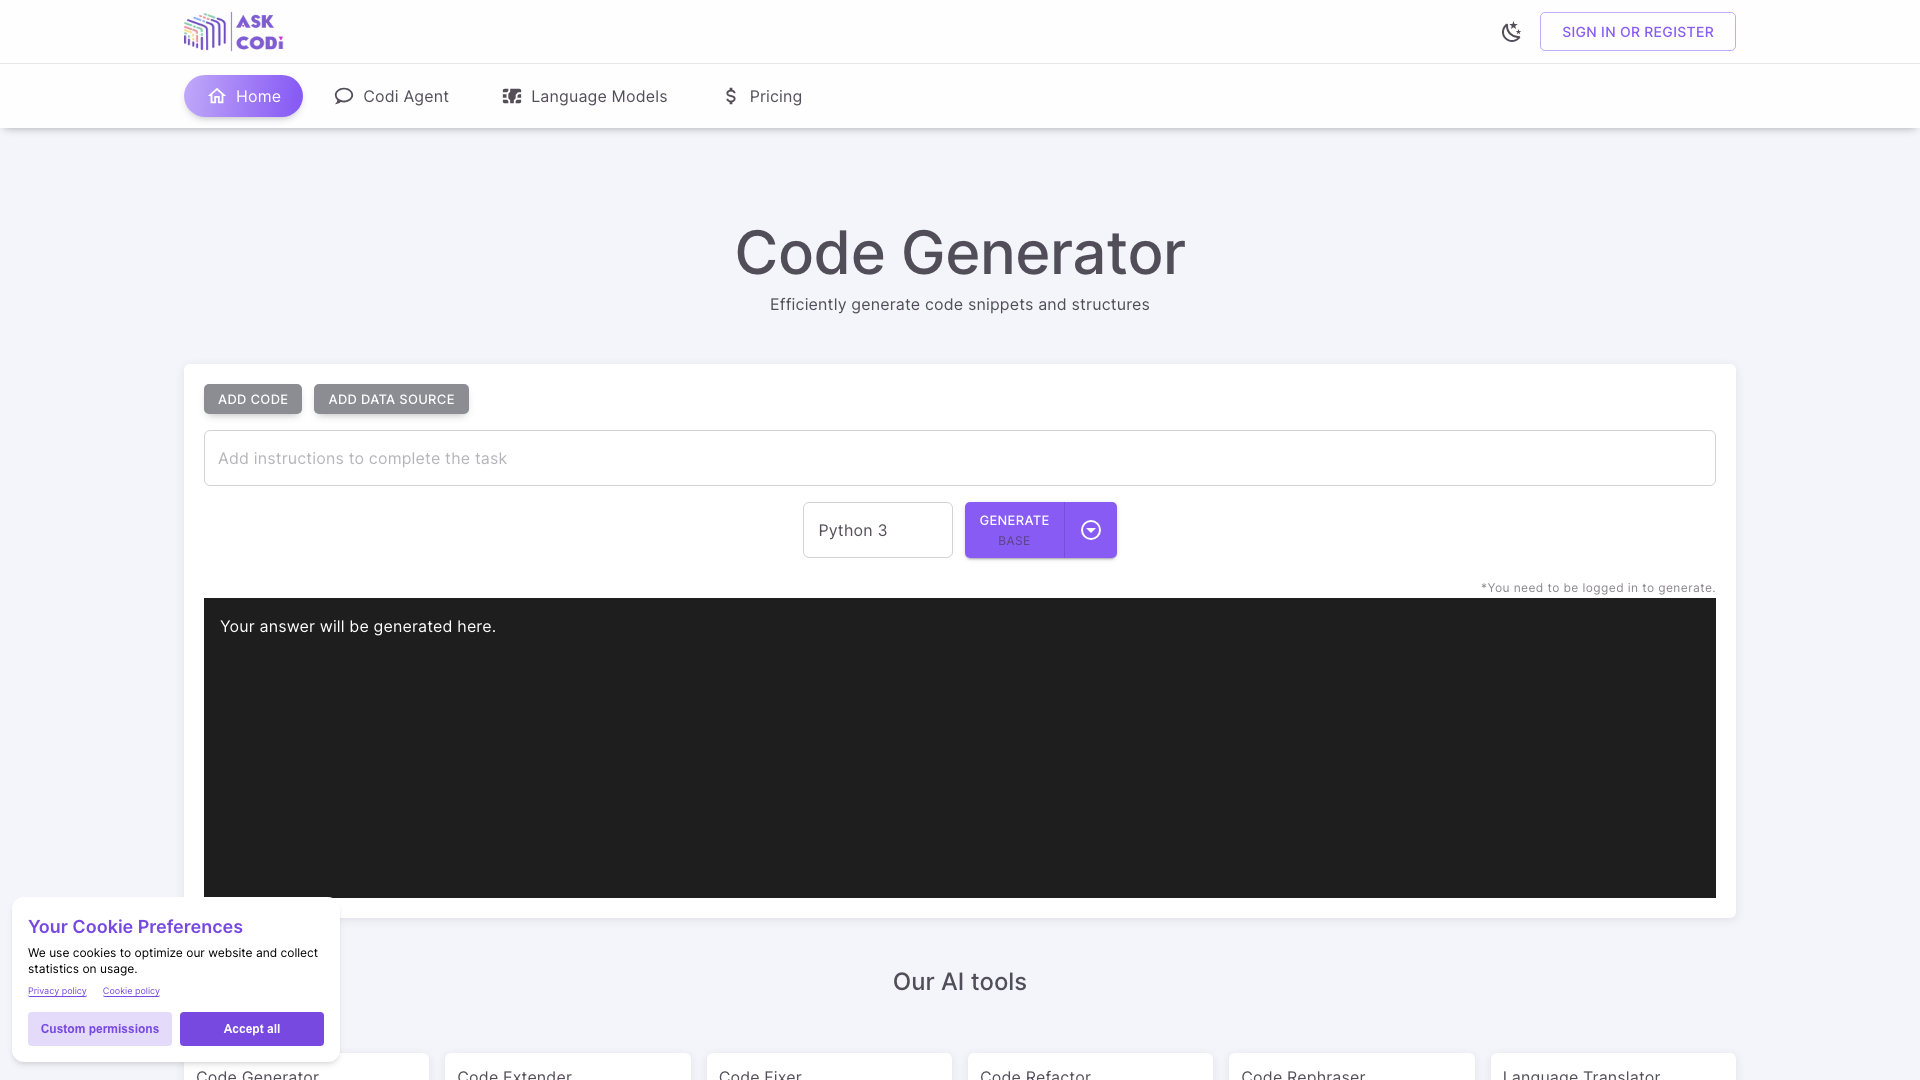 ASK
CODi
SIGN IN OR REGISTER
Home
Codi Agent
Language Models
Pricing
Code Generator
Efficiently generate code snippets and structures
ADD CODE
ADD DATA SOURCE
Add instructions to complete the task
Python 3
GENERATE
BASE
*You need to be logged in to generate.
Your answer will be generated here.
Your Cookie Preferences
We use cookies to optimize our website and collect
statistics on usage.
Privacy policy
Cookie policy
Custom permissions
Accept all
Our AI tools
Code Generator
Code Extender
Code Fixer
Code Refactor
Code Rephraser
Language Translator